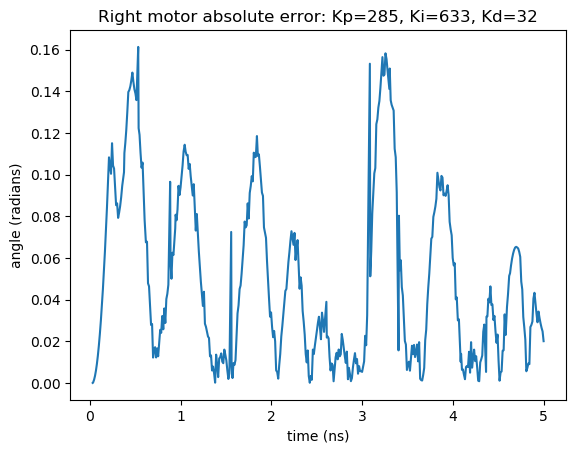 Right motor absolute error: Kp=285, Ki=633, Kd=32
0.16
0.14
0.12
0.10
0.08
0.06
0.04
0.02
0.00
angle (radians)
0 1 2 3 4 5
time (ns)